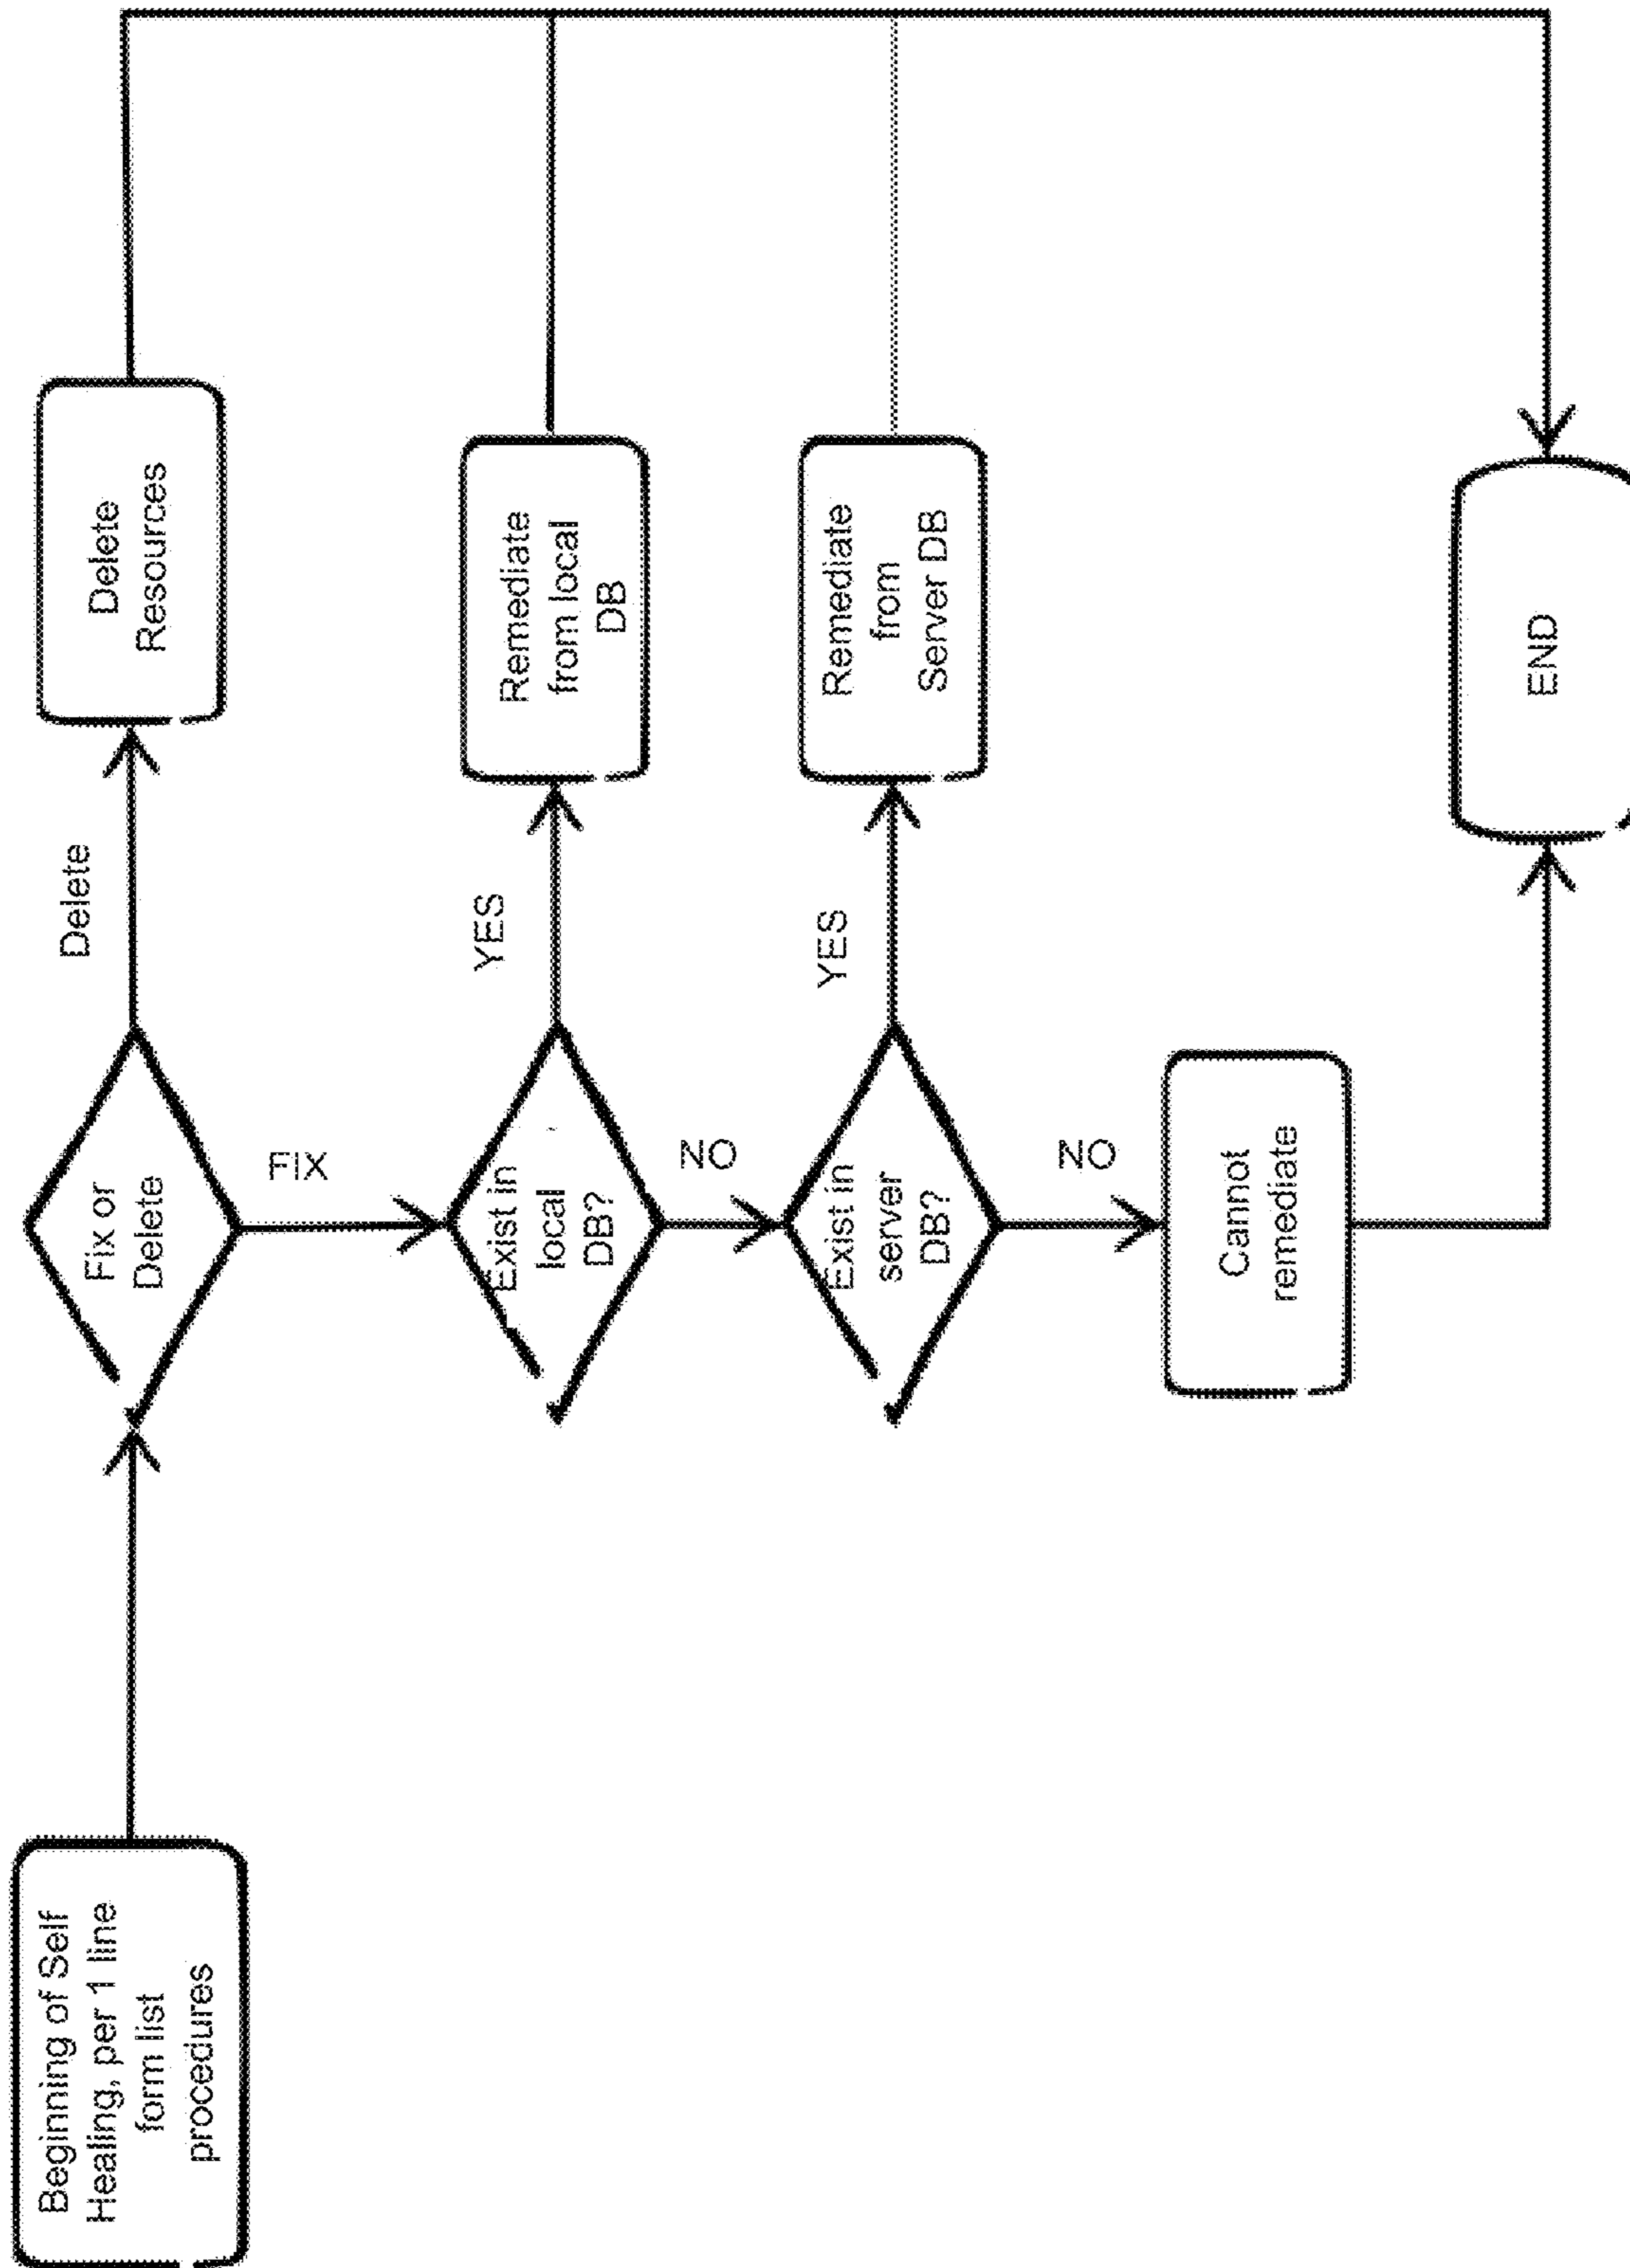 Beginning of Self
Healing, per 1 line
form list
procedures
Fix or
Delete
Delete
Delete
Resources
FIX
Exist in
local
DB?
YES
Remediate
from local
DB
NO
Exist in
server
DB?
YES
Remediate
from
Server DB
NO
Cannot
remediate
END